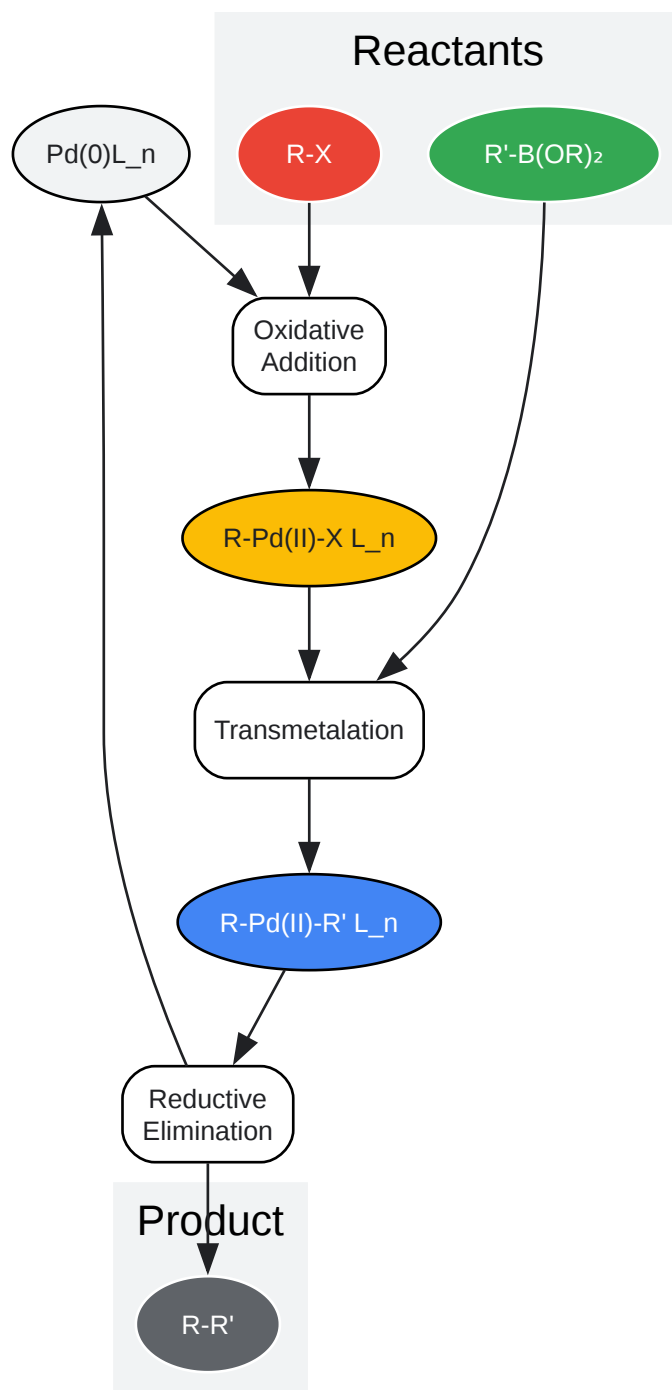 Reactants
Pd(0)L_n
R-X
R'-B(OR)₂
Oxidative
Addition
R-Pd(II)-X L_n
Transmetalation
R-Pd(II)-R' L_n
Reductive
Elimination
Product
R-R'